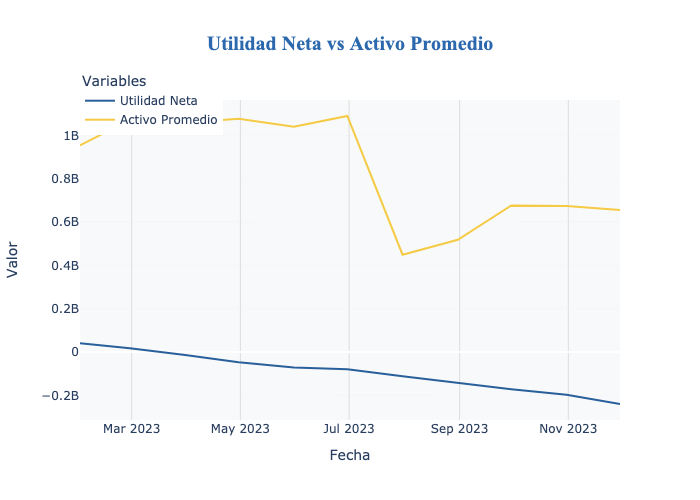 Utilidad Neta vs Activo Promedio
Variables
Utilidad Neta
Activo Promedio
1B
0.8B
0.6B
0.4B
0.2B
0
−0.2B
Valor
Mar 2023
May 2023
Jul 2023
Sep 2023
Nov 2023
Fecha